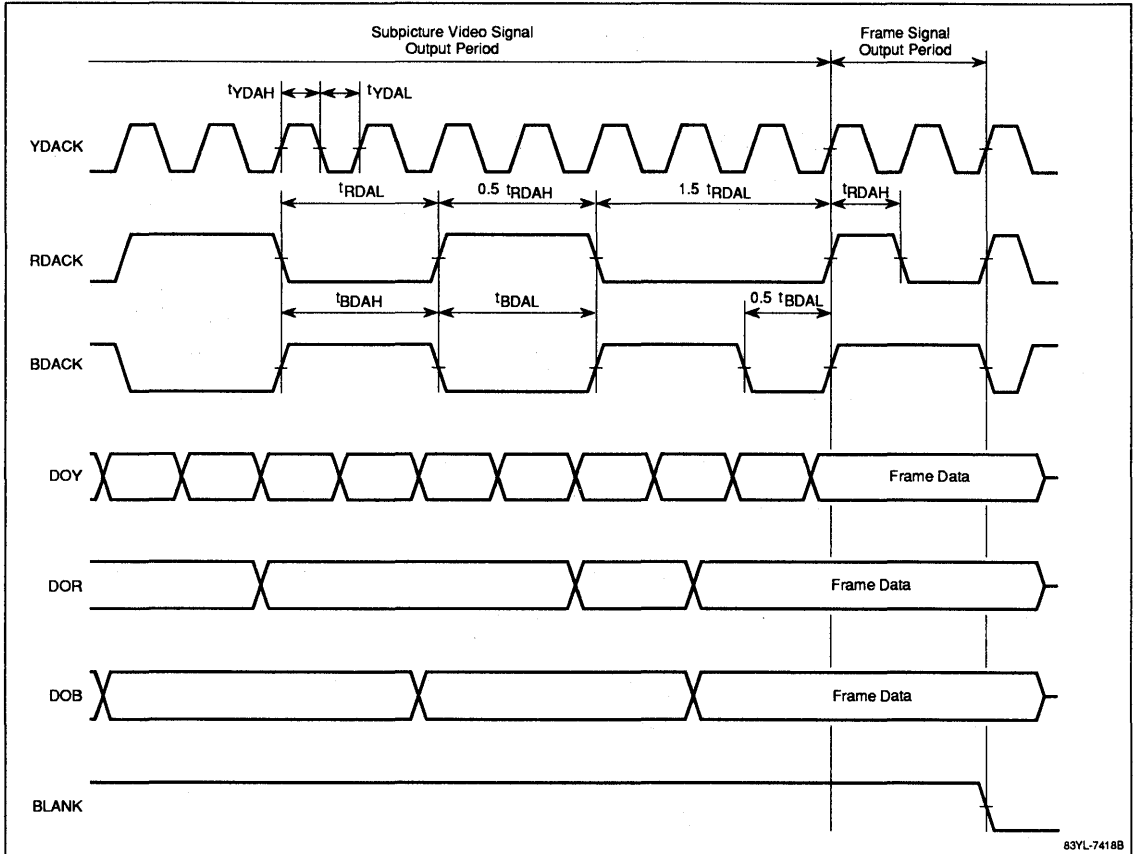 Subpicture Video Signal
Output Period
Frame Signal
Output Period
tYDAH
tYDAL
YDACK
tRDAL
0.5 tRDAH
1.5 tRDAL
tRDAH
RDACK
tBDAH
tBDAL
0.5 tBDAL
BDACK
DOY
Frame Data
DOR
Frame Data
DOB
Frame Data
BLANK
83YL-7418B